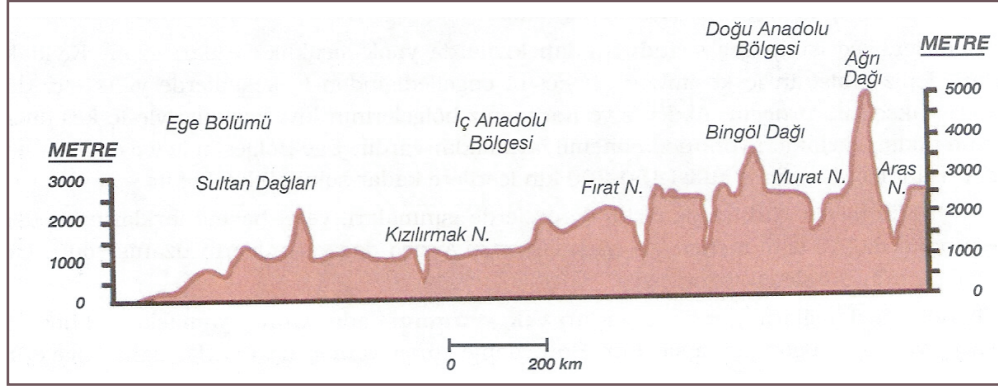 Doğu Anadolu
Bölgesi
Ağrı
Dağı
METRE
5000
4000
3000
2000
1000
0
Ege Bölümü
İç Anadolu
Bölgesi
Bingöl Dağı
METRE
3000
2000
1000
0
Sultan Dağları
Fırat N.
Murat N.
Aras
N.
Kızılırmak N.
0
200 km